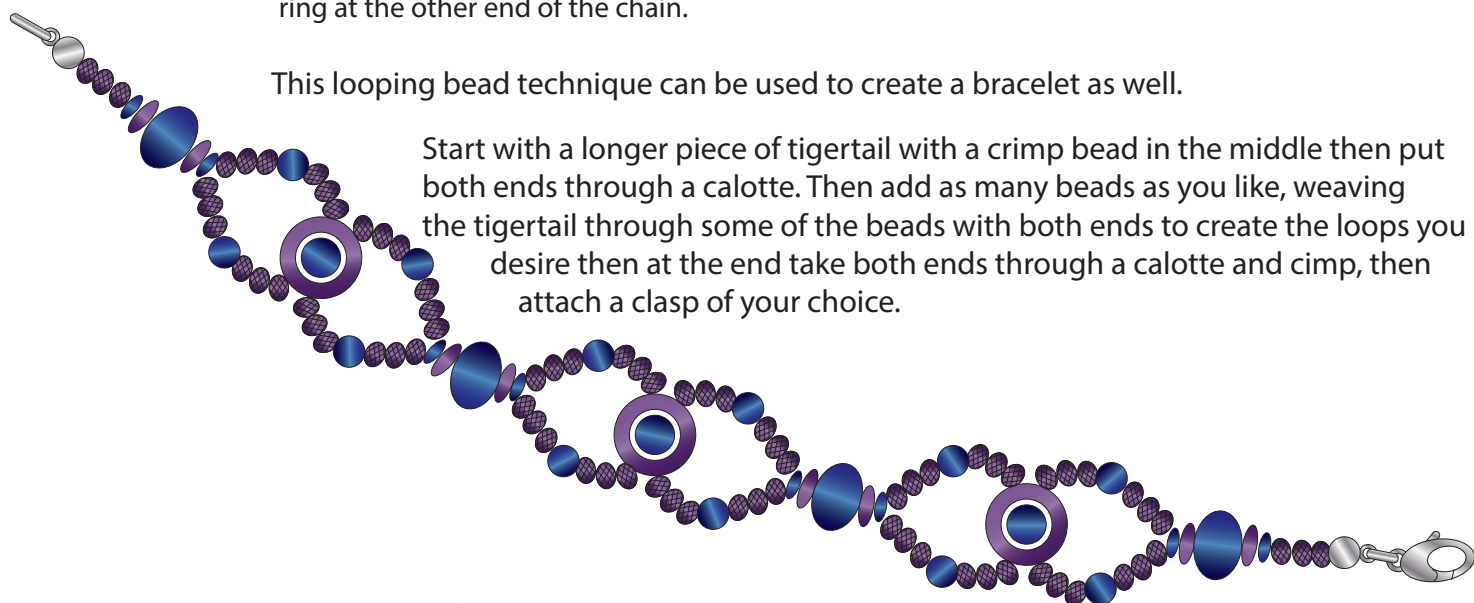 ring at the other end of the chain.
This looping bead technique can be used to create a bracelet as well.
Start with a longer piece of tigertail with a crimp bead in the middle then put
both ends through a calotte. Then add as many beads as you like, weaving
the tigertail through some of the beads with both ends to create the loops you
desire then at the end take both ends through a calotte and cimp, then
attach a clasp of your choice.